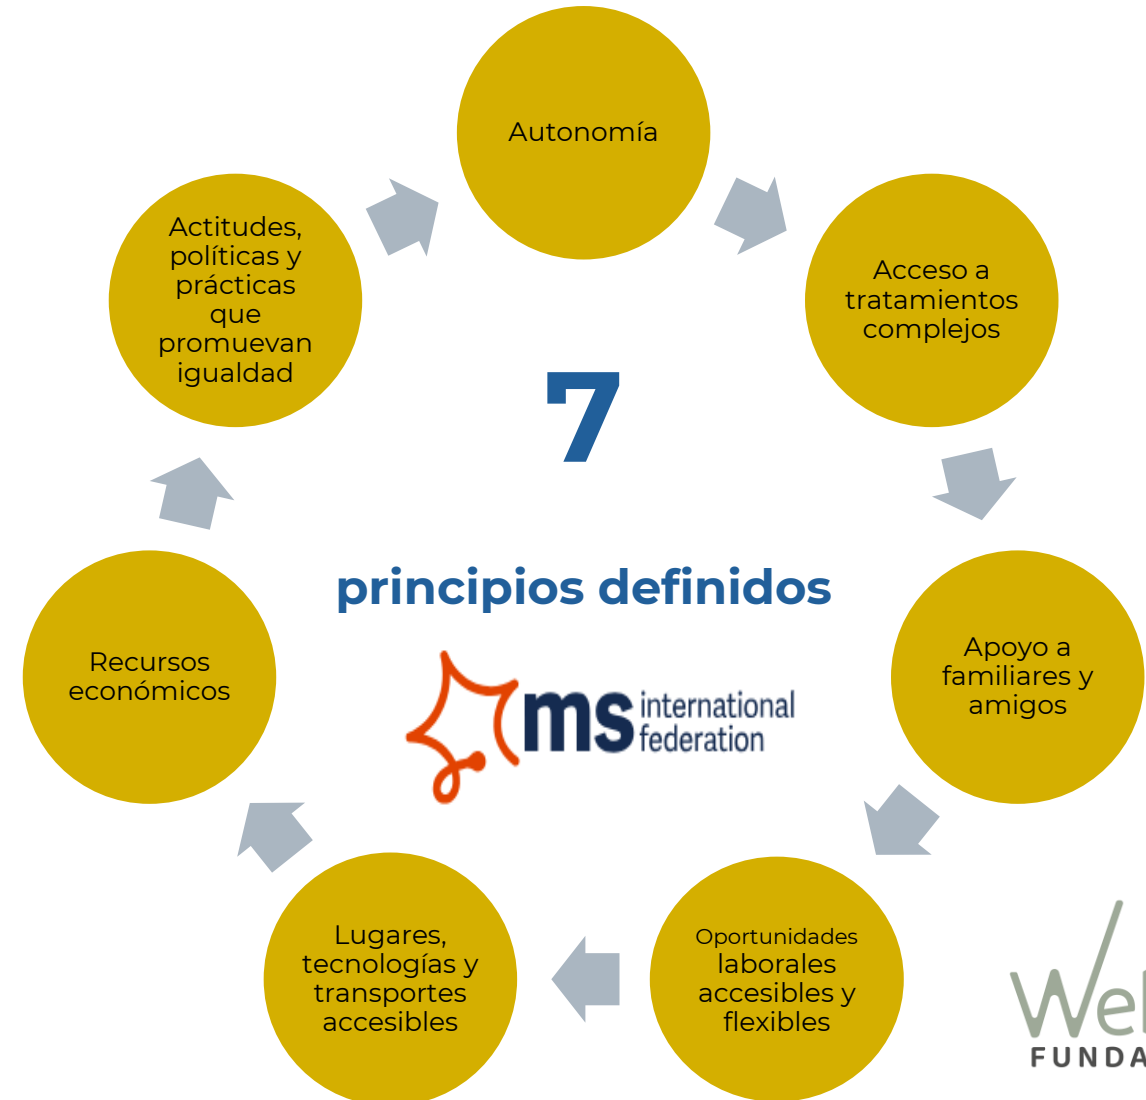 Autonomía
Acceso a
tratamientos
complejos
Apoyo a
familiares y
amigos
Oportunidades
laborales
accesibles y
flexibles
Lugares,
tecnologías y
transportes
accesibles
Recursos
económicos
Actitudes,
políticas y
prácticas
que
promuevan
igualdad
7
principios definidos
ms international
federation